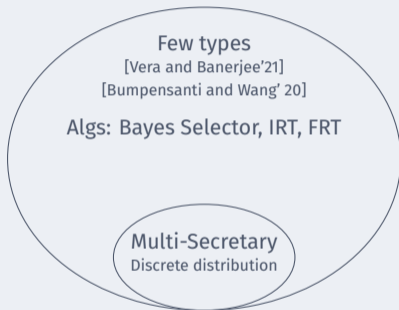 Few types
[Vera and Banerjee'21]
[Bumpensanti and Wang' 20]
Algs: Bayes Selector, IRT, FRT
Multi-Secretary
Discrete distribution